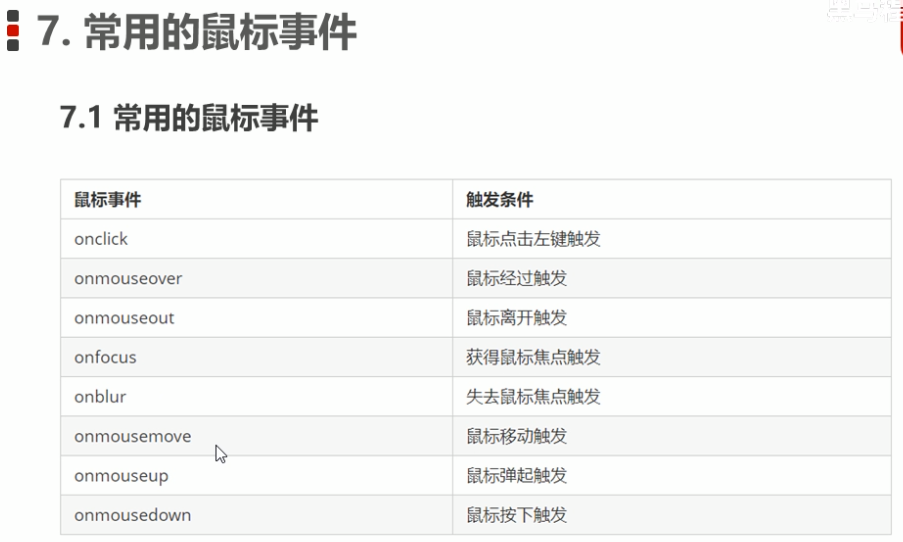 7. 常用的鼠标事件
7.1 常用的鼠标事件
鼠标事件 触发条件
onclick 鼠标点击左键触发
onmouseover 鼠标经过触发
onmouseout 鼠标离开触发
onfocus 获得鼠标焦点触发
onblur 失去鼠标焦点触发
onmousemove 鼠标移动触发
onmouseup 鼠标弹起触发
onmousedown 鼠标按下触发